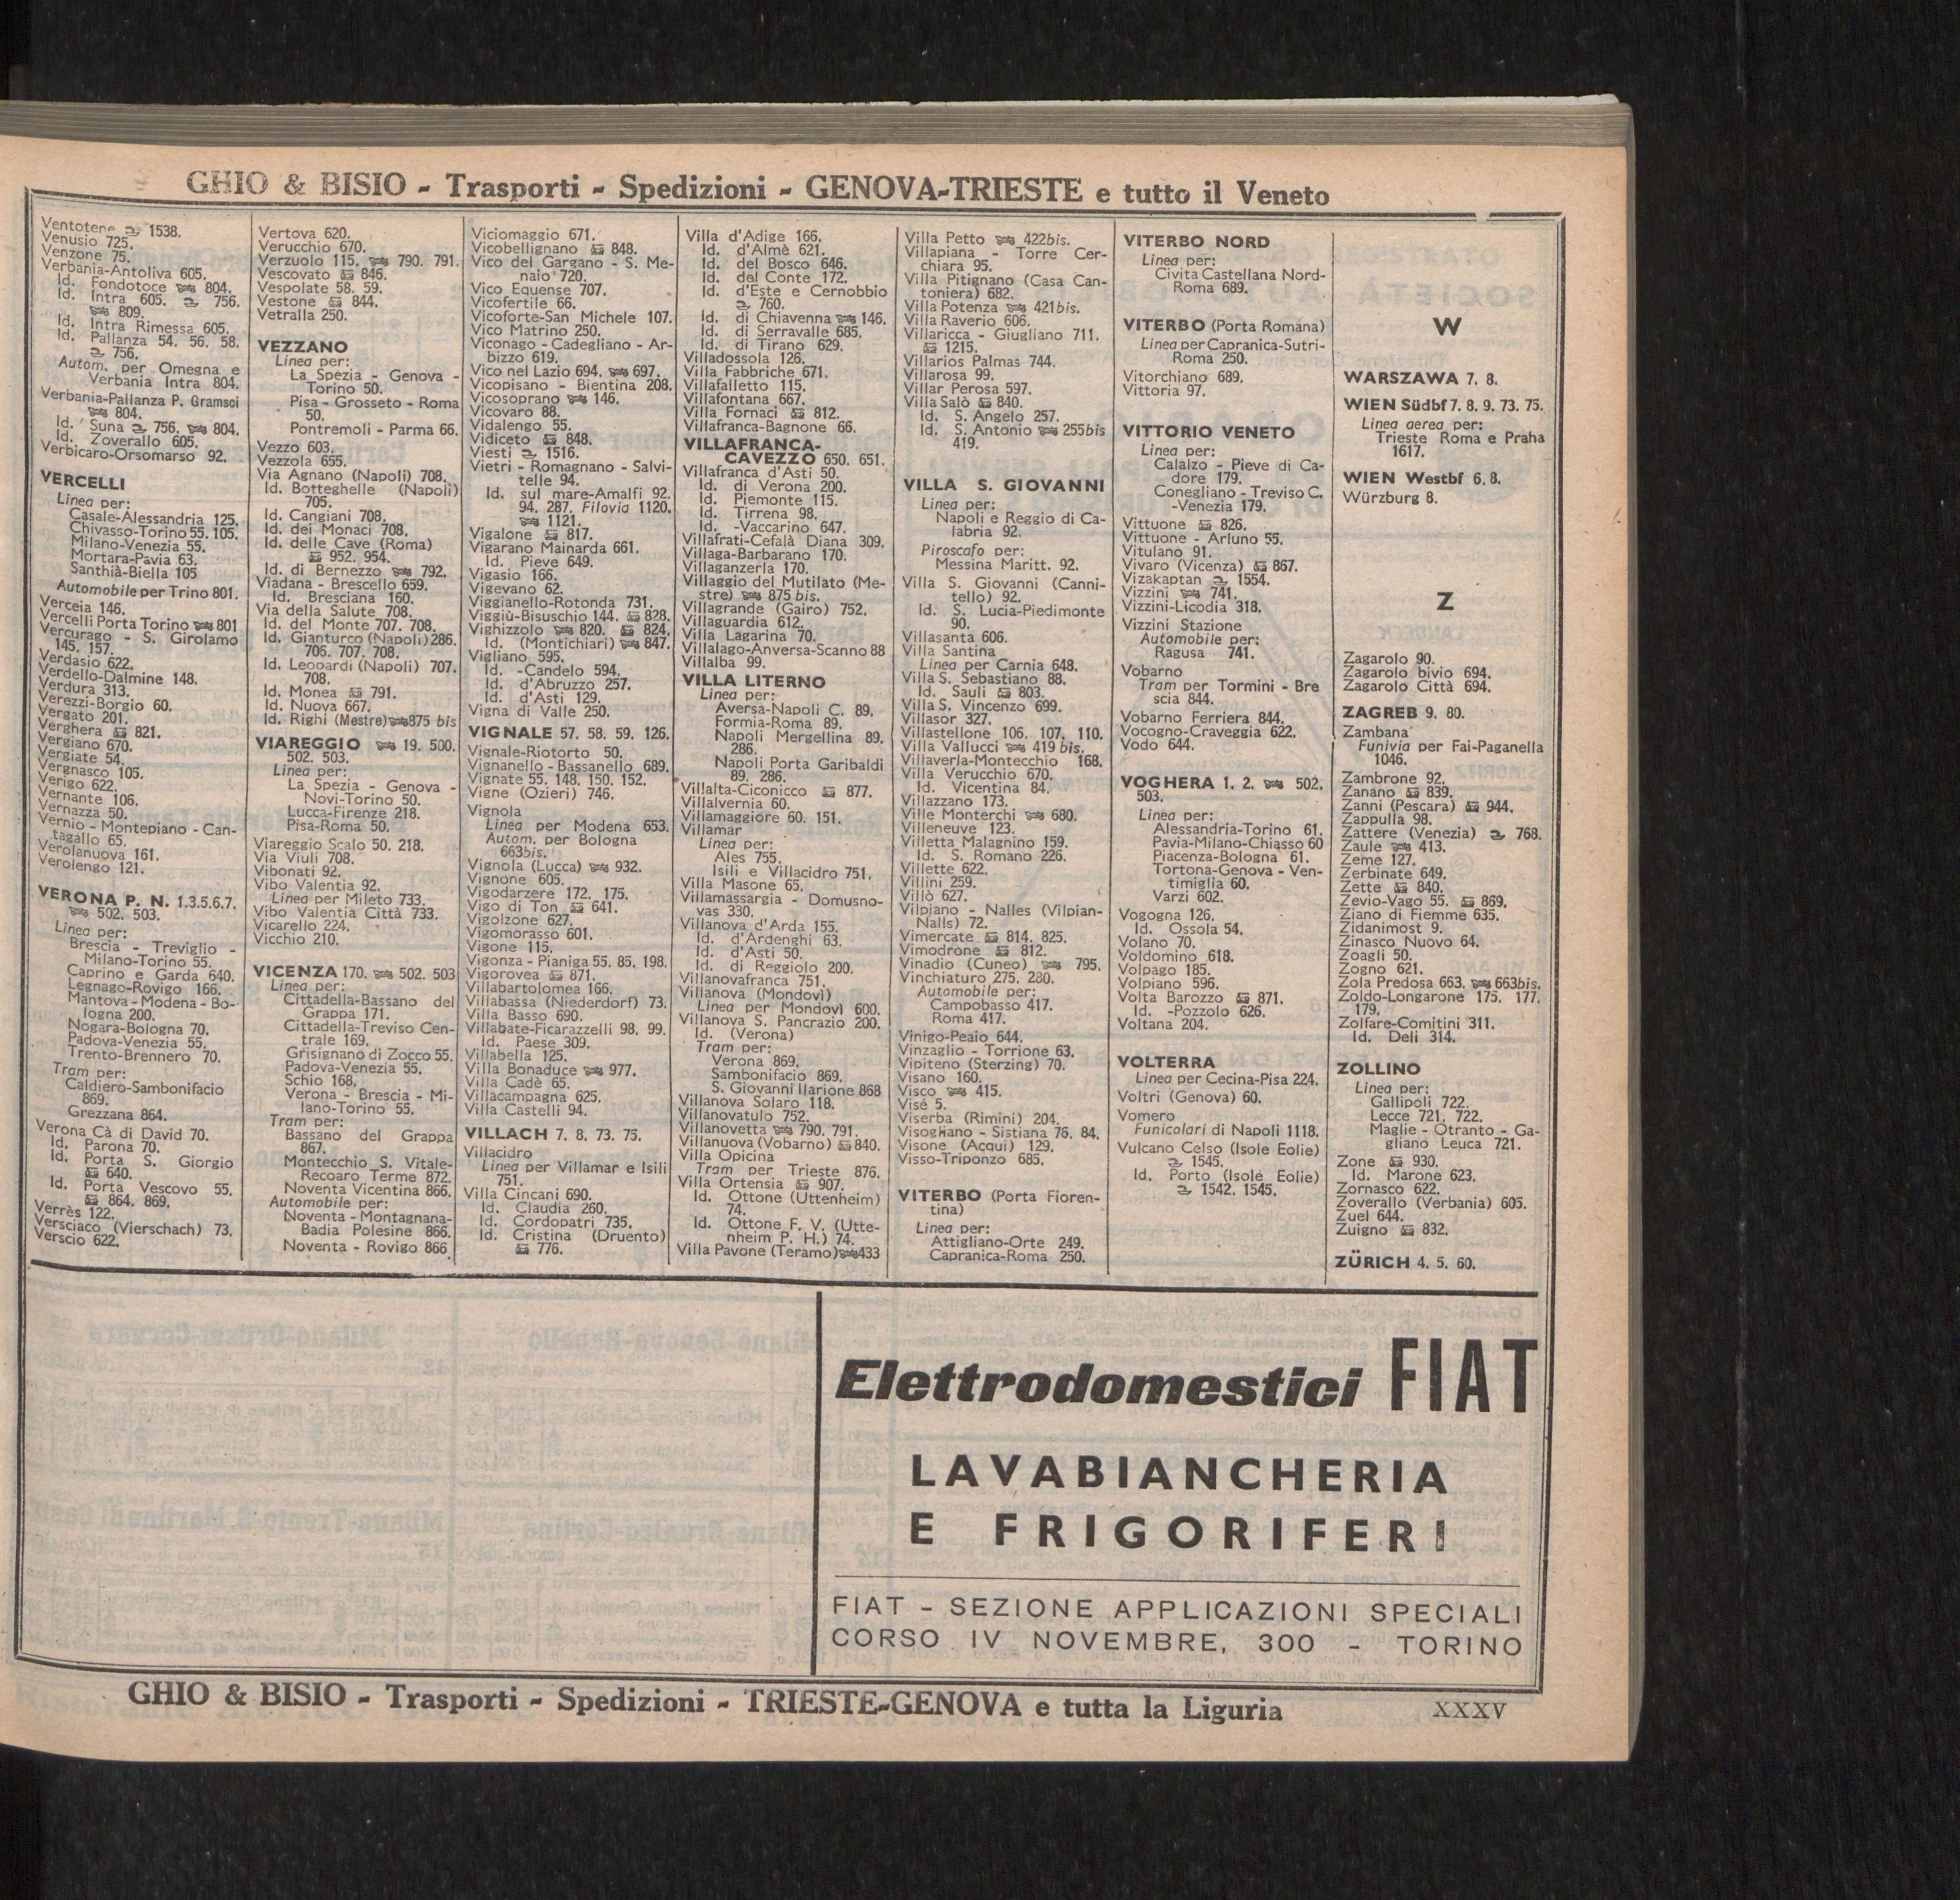 GHIO & BISIO - Trasporti - Spedizioni - GENOVA-TRIESTE e tutto il Veneto
Ventotene 1538.
Venusio 725.
Venzone 75.
Verbania-Antoliva 605.
Id. Fondotoce 804.
Id. Intra 605. 756.
809.
Id. Intra Rimessa 605.
Id. Pallanza 54. 56. 58.
756.
Autom. per Omegna e
Verbania Intra 804.
Verbania-Pallanza P. Gramsci
804.
Id. Suna 756. 804.
Id. Zoverallo 605.
Verbicaro-Orsomarso 92.
VERCELLI
Linea per:
Casale-Alessandria 125.
Chivasso-Torino 55. 105.
Milano-Venezia 55.
Mortara-Pavia 63.
Santhià-Biella 105
Automobile per Trino 801.
Verceia 146.
Vercelli Porta Torino 801
Vercurago - S. Girolamo
145. 157.
Verdasio 622.
Verdello-Dalmine 148.
Verdura 313.
Verezzi-Borgio 60.
Vergato 201.
Verghera 821.
Vergiano 670.
Vergiate 54.
Vergnasco 105.
Verigo 622.
Vernante 106.
Vernazza 50.
Vernio - Montepiano - Can-
tagallo 65.
Verolanuova 161.
Verolengo 121.
VERONA P. N. 1.3.5.6.7.
502. 503.
Linea per:
Brescia - Treviglio -
Milano-Torino 55.
Caprino e Garda 640.
Legnago-Rovigo 166.
Mantova - Modena - Bo-
logna 200.
Nogara-Bologna 70.
Padova-Venezia 55.
Trento-Brennero 70.
Tram per:
Caldiero-Sambonifacio
869.
Grezzana 864.
Verona Cà di David 70.
Id. Parona 70.
Id. Porta S. Giorgio
640.
Id. Porta Vescovo 55.
864. 869.
Verrès 122.
Versciaco (Vierschach) 73.
Verscio 622.
Vertova 620.
Verucchio 670.
Verzuolo 115. 790. 791.
Vescovato 846.
Vespolate 58. 59.
Vestone 844.
Vetralla 250.
VEZZANO
Linea per:
La Spezia - Genova -
Torino 50.
Pisa - Grosseto - Roma
50.
Pontremoli - Parma 66.
Vezzo 603.
Vezzola 655.
Via Agnano (Napoli) 708.
Id. Botteghelle (Napoli)
705.
Id. Cangiani 708.
Id. dei Monaci 708.
Id. delle Cave (Roma)
952. 954.
Id. di Bernezzo 792.
Viadana - Brescello 659.
Id. Bresciana 160.
Via della Salute 708.
Id. del Monte 707. 708.
Id. Gianturco (Napoli) 286.
706. 707. 708.
Id. Leopardi (Napoli) 707.
708.
Id. Monea 791.
Id. Nuova 667.
Id. Righi (Mestre) 875 bis
VIAREGGIO 19. 500.
502. 503.
Linea per:
La Spezia - Genova -
Novi-Torino 50.
Lucca-Firenze 218.
Pisa-Roma 50.
Viareggio Scalo 50. 218.
Via Viuli 708.
Vibonati 92.
Vibo Valentia 92.
Linea per Mileto 733.
Vibo Valentia Città 733.
Vicarello 224.
Vicchio 210.
VICENZA 170. 502. 503
Linea per:
Cittadella-Bassano del
Grappa 171.
Cittadella-Treviso Cen-
trale 169.
Grisignano di Zocco 55.
Padova-Venezia 55.
Schio 168.
Verona - Brescia - Mi-
lano-Torino 55.
Tram per:
Bassano del Grappa
867.
Montecchio S. Vitale-
Recoaro Terme 872.
Noventa Vicentina 866.
Automobile per:
Noventa - Montagnana-
Badia Polesine 866.
Noventa - Rovigo 866.
Viciomaggio 671.
Vicobellignano 848.
Vico del Gargano - S. Me-
naio 720.
Vico Equense 707.
Vicofertile 66.
Vicoforte-San Michele 107.
Vico Matrino 250.
Viconago - Cadegliano - Ar-
bizzo 619.
Vico nel Lazio 694. 697.
Vicopisano - Bientina 208.
Vicosoprano 146.
Vicovaro 88.
Vidalengo 55.
Vidiceto 848.
Viesti 1516.
Vietri - Romagnano - Salvi-
telle 94.
Id. sul mare-Amalfi 92.
94. 287. Filovia 1120.
1121.
Vigalone 817.
Vigarano Mainarda 661.
Id. Pieve 649.
Vigasio 166.
Vigevano 62.
Viggianello-Rotonda 731.
Viggiù-Bisuschio 144. 828.
Vighizzolo 820. 824.
Id. (Montichiari) 847.
Vigliano 595.
Id. -Candelo 594.
Id. d'Abruzzo 257.
Id. d'Asti 129.
Vigna di Valle 250.
VIGNALE 57. 58. 59. 126.
Vignale-Riotorto 50.
Vignanello - Bassanello 689.
Vignate 55. 148. 150. 152.
Vigne (Ozieri) 746.
Vignola
Linea per Modena 653.
Autom. per Bologna
663bis.
Vignola (Lucca) 932.
Vignone 605.
Vigodarzere 172. 175.
Vigo di Ton 641.
Vigolzone 627.
Vigomorasso 601.
Vigone 115.
Vigonza - Pianiga 55. 85. 198.
Vigorovea 871.
Villabartolomea 166.
Villabassa (Niederdorf) 73.
Villa Basso 690.
Villabate-Ficarazzelli 98. 99.
Id. Paese 309.
Villabella 125.
Villa Bonaduce 977.
Villa Cadè 65.
Villacampagna 625.
Villa Castelli 94.
VILLACH 7. 8. 73. 75.
Villacidro
Linea per Villamar e Isili
751.
Villa Cincani 690.
Id. Claudia 260.
Id. Cordopatri 735.
Id. Cristina (Druento)
776.
Villa d'Adige 166.
Id. d'Almè 621.
Id. del Bosco 646.
Id. del Conte 172.
Id. d'Este e Cernobbio
760.
Id. di Chiavenna 146.
Id. di Serravalle 685.
Id. di Tirano 629.
Villadossola 126.
Villa Fabbriche 671.
Villafalletto 115.
Villafontana 667.
Villa Fornaci 812.
Villafranca-Bagnone 66.
VILLAFRANCA-
CAVEZZO 650. 651.
Villafranca d'Asti 50.
Id. di Verona 200.
Id. Piemonte 115.
Id. Tirrena 98.
Id. -Vaccarino 647.
Villafrati-Cefalà Diana 309.
Villaga-Barbarano 170.
Villaganzerla 170.
Villaggio del Mutilato (Me-
stre) 875 bis.
Villagrande (Gairo) 752.
Villaguardia 612.
Villa Lagarina 70.
Villalago-Anversa-Scanno 88
Villalba 99.
VILLA LITERNO
Linea per:
Aversa-Napoli C. 89.
Formia-Roma 89.
Napoli Mergellina 89.
286.
Napoli Porta Garibaldi
89. 286.
Villalta-Ciconicco 877.
Villalvernia 60.
Villamaggiore 60. 151.
Villamar
Linea per:
Ales 755.
Isili e Villacidro 751.
Villa Masone 65.
Villamassargia - Domusno-
vas 330.
Villanova d'Arda 155.
Id. d'Ardenghi 63.
Id. d'Asti 50.
Id. di Reggiolo 200.
Villanovafranca 751.
Villanova (Mondovì)
Linea per Mondovì 600.
Villanova S. Pancrazio 200.
Id. (Verona)
Tram per:
Verona 869.
Sambonifacio 869.
S. Giovanni Ilarione 868
Villanova Solaro 118.
Villanovatulo 752.
Villanovetta 790. 791.
Villanuova (Vobarno) 840.
Villa Opicina
Tram per Trieste 876.
Villa Ortensia 907.
Id. Ottone (Uttenheim)
74.
Id. Ottone F. V. (Utte-
nheim P. H.) 74.
Villa Pavone (Teramo) 433
Villa Petto 422bis.
Villapiana - Torre Cer-
chiara 95.
Villa Pitignano (Casa Can-
toniera) 682.
Villa Potenza 421bis.
Villa Raverio 606.
Villaricca - Giugliano 711.
1215.
Villarios Palmas 744.
Villarosa 99.
Villar Perosa 597.
Villa Salò 840.
Id. S. Angelo 257.
Id. S. Antonio 255bis
419.
VILLA S. GIOVANNI
Linea per:
Napoli e Reggio di Ca-
labria 92.
Piroscafo per:
Messina Maritt. 92.
Villa S. Giovanni (Canni-
tello) 92.
Id. S. Lucia-Piedimonte
90.
Villasanta 606.
Villa Santina
Linea per Carnia 648.
Villa S. Sebastiano 88.
Id. Sauli 803.
Villa S. Vincenzo 699.
Villasor 327.
Villastellone 106. 107. 110.
Villa Vallucci 419 bis.
Villaverla-Montecchio 168.
Villa Verucchio 670.
Id. Vicentina 84.
Villazzano 173.
Ville Monterchi 680.
Villeneuve 123.
Villetta Malagnino 159.
Id. S. Romano 226.
Villette 622.
Villini 259.
Villò 627.
Vilpiano - Nalles (Vilpian-
Nalls) 72.
Vimercate 814. 825.
Vimodrone 812.
Vinadio (Cuneo) 795.
Vinchiaturo 275. 280.
Automobile per:
Campobasso 417.
Roma 417.
Vinigo-Peaio 644.
Vinzaglio - Torrione 63.
Vipiteno (Sterzing) 70.
Visano 160.
Visco 415.
Visé 5.
Viserba (Rimini) 204.
Visogliano - Sistiana 76. 84.
Visone (Acqui) 129.
Visso-Triponzo 685.
VITERBO (Porta Fioren-
tina)
Linea per:
Attigliano-Orte 249.
Capranica-Roma 250.
VITERBO NORD
Linea per:
Civita Castellana Nord-
Roma 689.
VITERBO (Porta Romana)
Linea per Capranica-Sutri-
Roma 250.
Vitorchiano 689.
Vittoria 97.
VITTORIO VENETO
Linea per:
Calalzo - Pieve di Ca-
dore 179.
Conegliano - Treviso C.
-Venezia 179.
Vittuone 826.
Vittuone - Arluno 55.
Vitulano 91.
Vivaro (Vicenza) 867.
Vizakaptan 1554.
Vizzini 741.
Vizzini-Licodia 318.
Vizzini Stazione
Automobile per:
Ragusa 741.
Vobarno
Tram per Tormini - Bre
scia 844.
Vobarno Ferriera 844.
Vocogno-Craveggia 622.
Vodo 644.
VOGHERA 1. 2. 502.
503.
Linea per:
Alessandria-Torino 61.
Pavia-Milano-Chiasso 60
Piacenza-Bologna 61.
Tortona-Genova - Ven-
timiglia 60.
Varzi 602.
Vogogna 126.
Id. Ossola 54.
Volano 70.
Voldomino 618.
Volpago 185.
Volpiano 596.
Volta Barozzo 871.
Id. -Pozzolo 626.
Voltana 204.
VOLTERRA
Linea per Cecina-Pisa 224.
Voltri (Genova) 60.
Vomero
Funicolari di Napoli 1118.
Vulcano Celso (Isole Eolie)
1545.
Id. Porto (Isole Eolie)
1542. 1545.
W
WARSZAWA 7. 8.
WIEN Südbf 7. 8. 9. 73. 75.
Linea aerea per:
Trieste Roma e Praha
1617.
WIEN Westbf 6. 8.
Würzburg 8.
Z
Zagarolo 90.
Zagarolo bivio 694.
Zagarolo Città 694.
ZAGREB 9. 80.
Zambana
Funivia per Fai-Paganella
1046.
Zambrone 92.
Zanano 839.
Zanni (Pescara) 944.
Zappulla 98.
Zattere (Venezia) 768.
Zaule 413.
Zeme 127.
Zerbinate 649.
Zette 840.
Zevio-Vago 55. 869.
Ziano di Fiemme 635.
Zidanimost 9.
Zinasco Nuovo 64.
Zoagli 50.
Zogno 621.
Zola Predosa 663. 663bis.
Zoldo-Longarone 175. 177.
179.
Zolfare-Comitini 311.
Id. Deli 314.
ZOLLINO
Linea per:
Gallipoli 722.
Lecce 721. 722.
Maglie - Otranto - Ga-
gliano Leuca 721.
Zone 930.
Id. Marone 623.
Zornasco 622.
Zoverallo (Verbania) 605.
Zuel 644.
Zuigno 832.
ZÜRICH 4. 5. 60.
Elettrodomestici FIAT
LAVABIANCHERIA
E FRIGORIFERI
FIAT - SEZIONE APPLICAZIONI SPECIALI
CORSO IV NOVEMBRE, 300 - TORINO
GHIO & BISIO - Trasporti - Spedizioni - TRIESTE-GENOVA e tutta la Liguria
XXXV